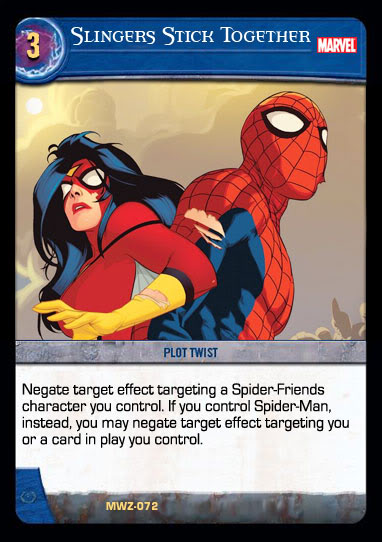 3
Slingers Stick Together
MARVEL
PLOT TWIST
Negate target effect targeting a Spider-Friends
character you control. If you control Spider-Man,
instead, you may negate target effect targeting you
or a card in play you control.
MWZ-072